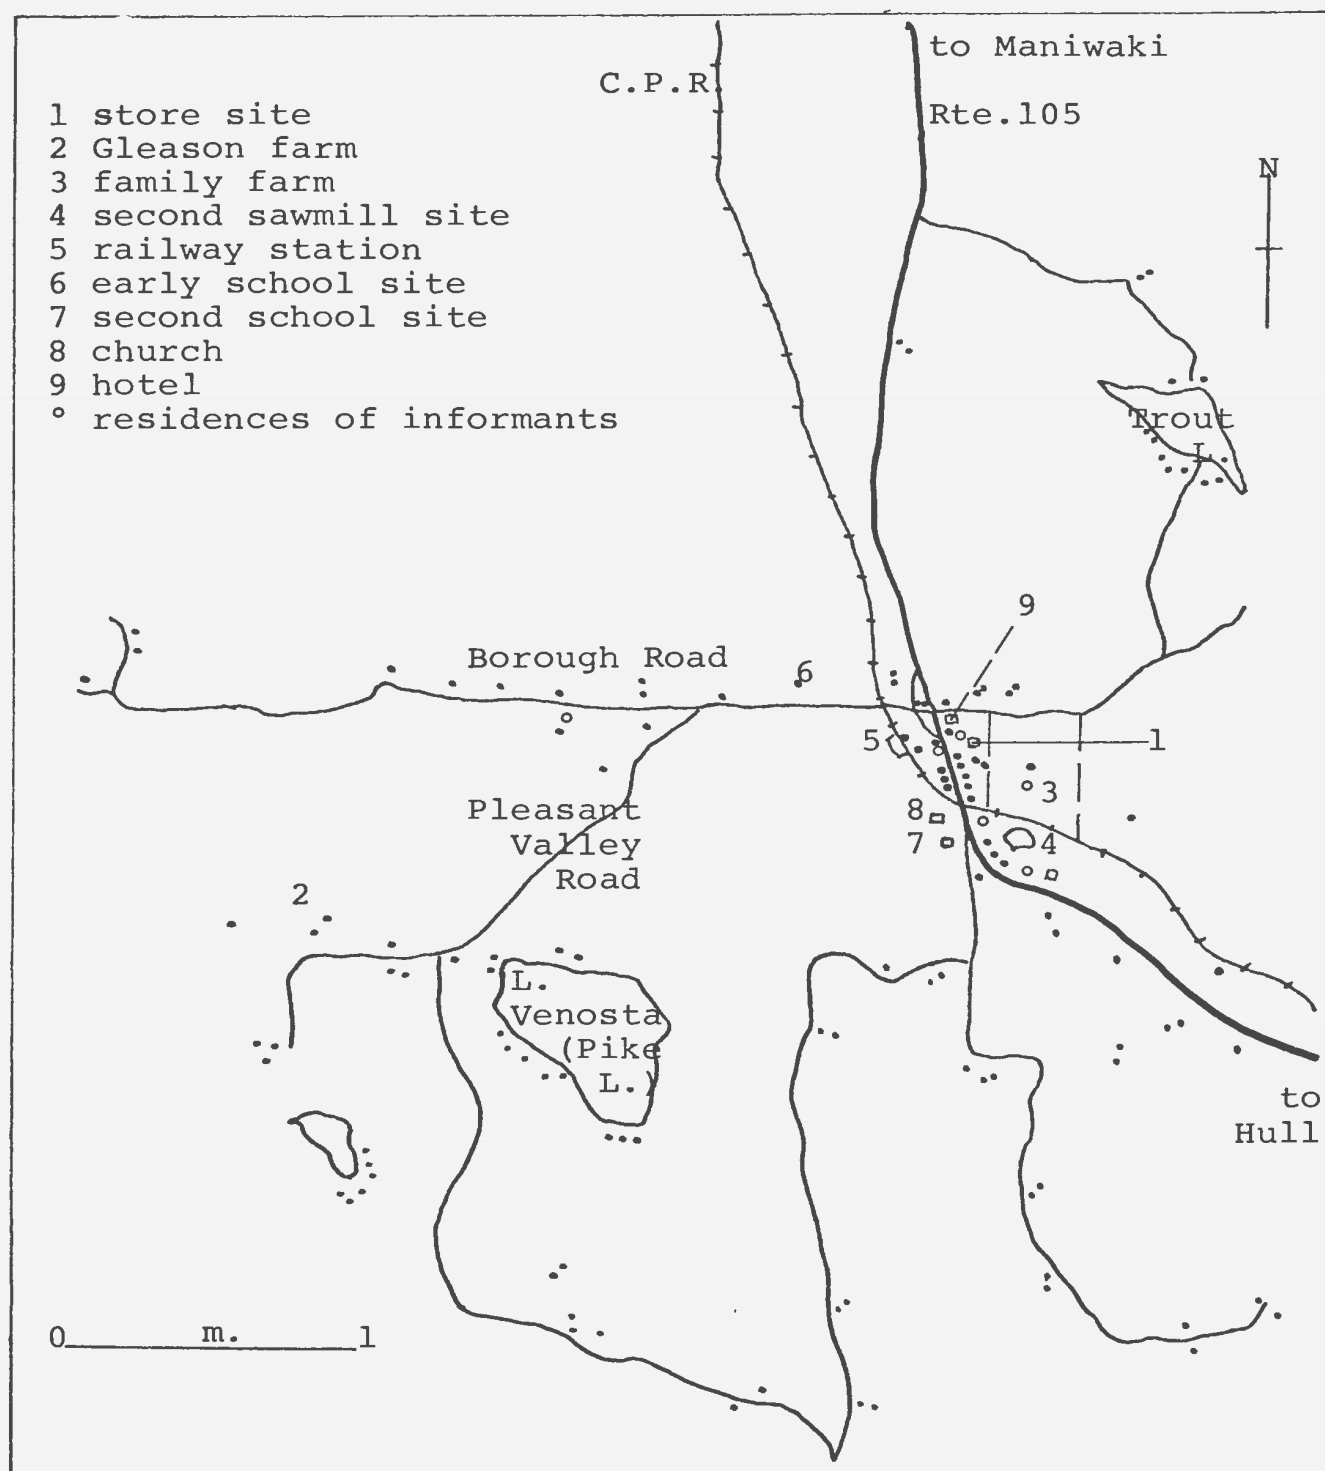 to Maniwaki
C.P.R.
Rte.105
1 store site
2 Gleason farm
3 family farm
4 second sawmill site
5 railway station
6 early school site
7 second school site
8 church
9 hotel
° residences of informants
N
Trout
L.
9
Borough Road
6
5
1
3
Pleasant
Valley
Road
8
7
4
2
L.
Venosta
(Pike
L.)
to
Hull
0 m. 1